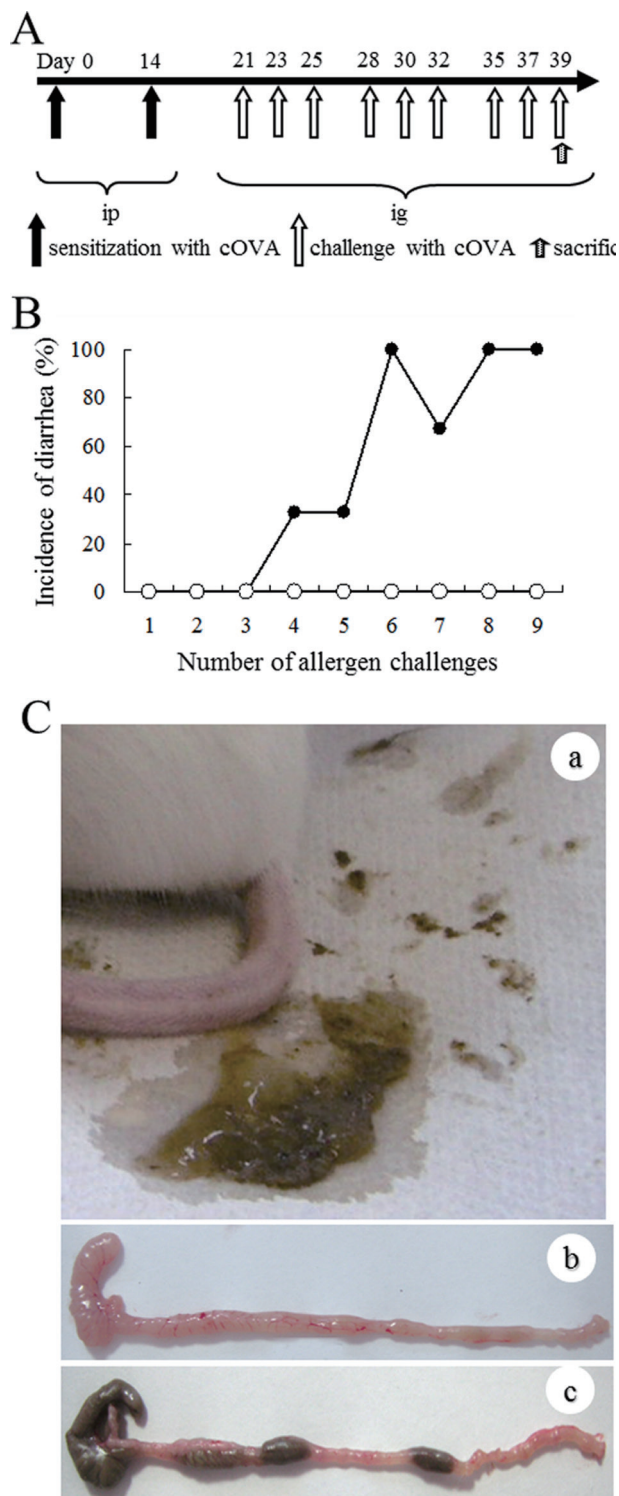 A
Day 0 14 21 23 25 28 30 32 35 37 39
ip ig
sensitization with cOVA challenge with cOVA sacrific
B
Incidence of diarrhea (%)
100
80
60
40
20
0
1 2 3 4 5 6 7 8 9
Number of allergen challenges
C
a
b
c